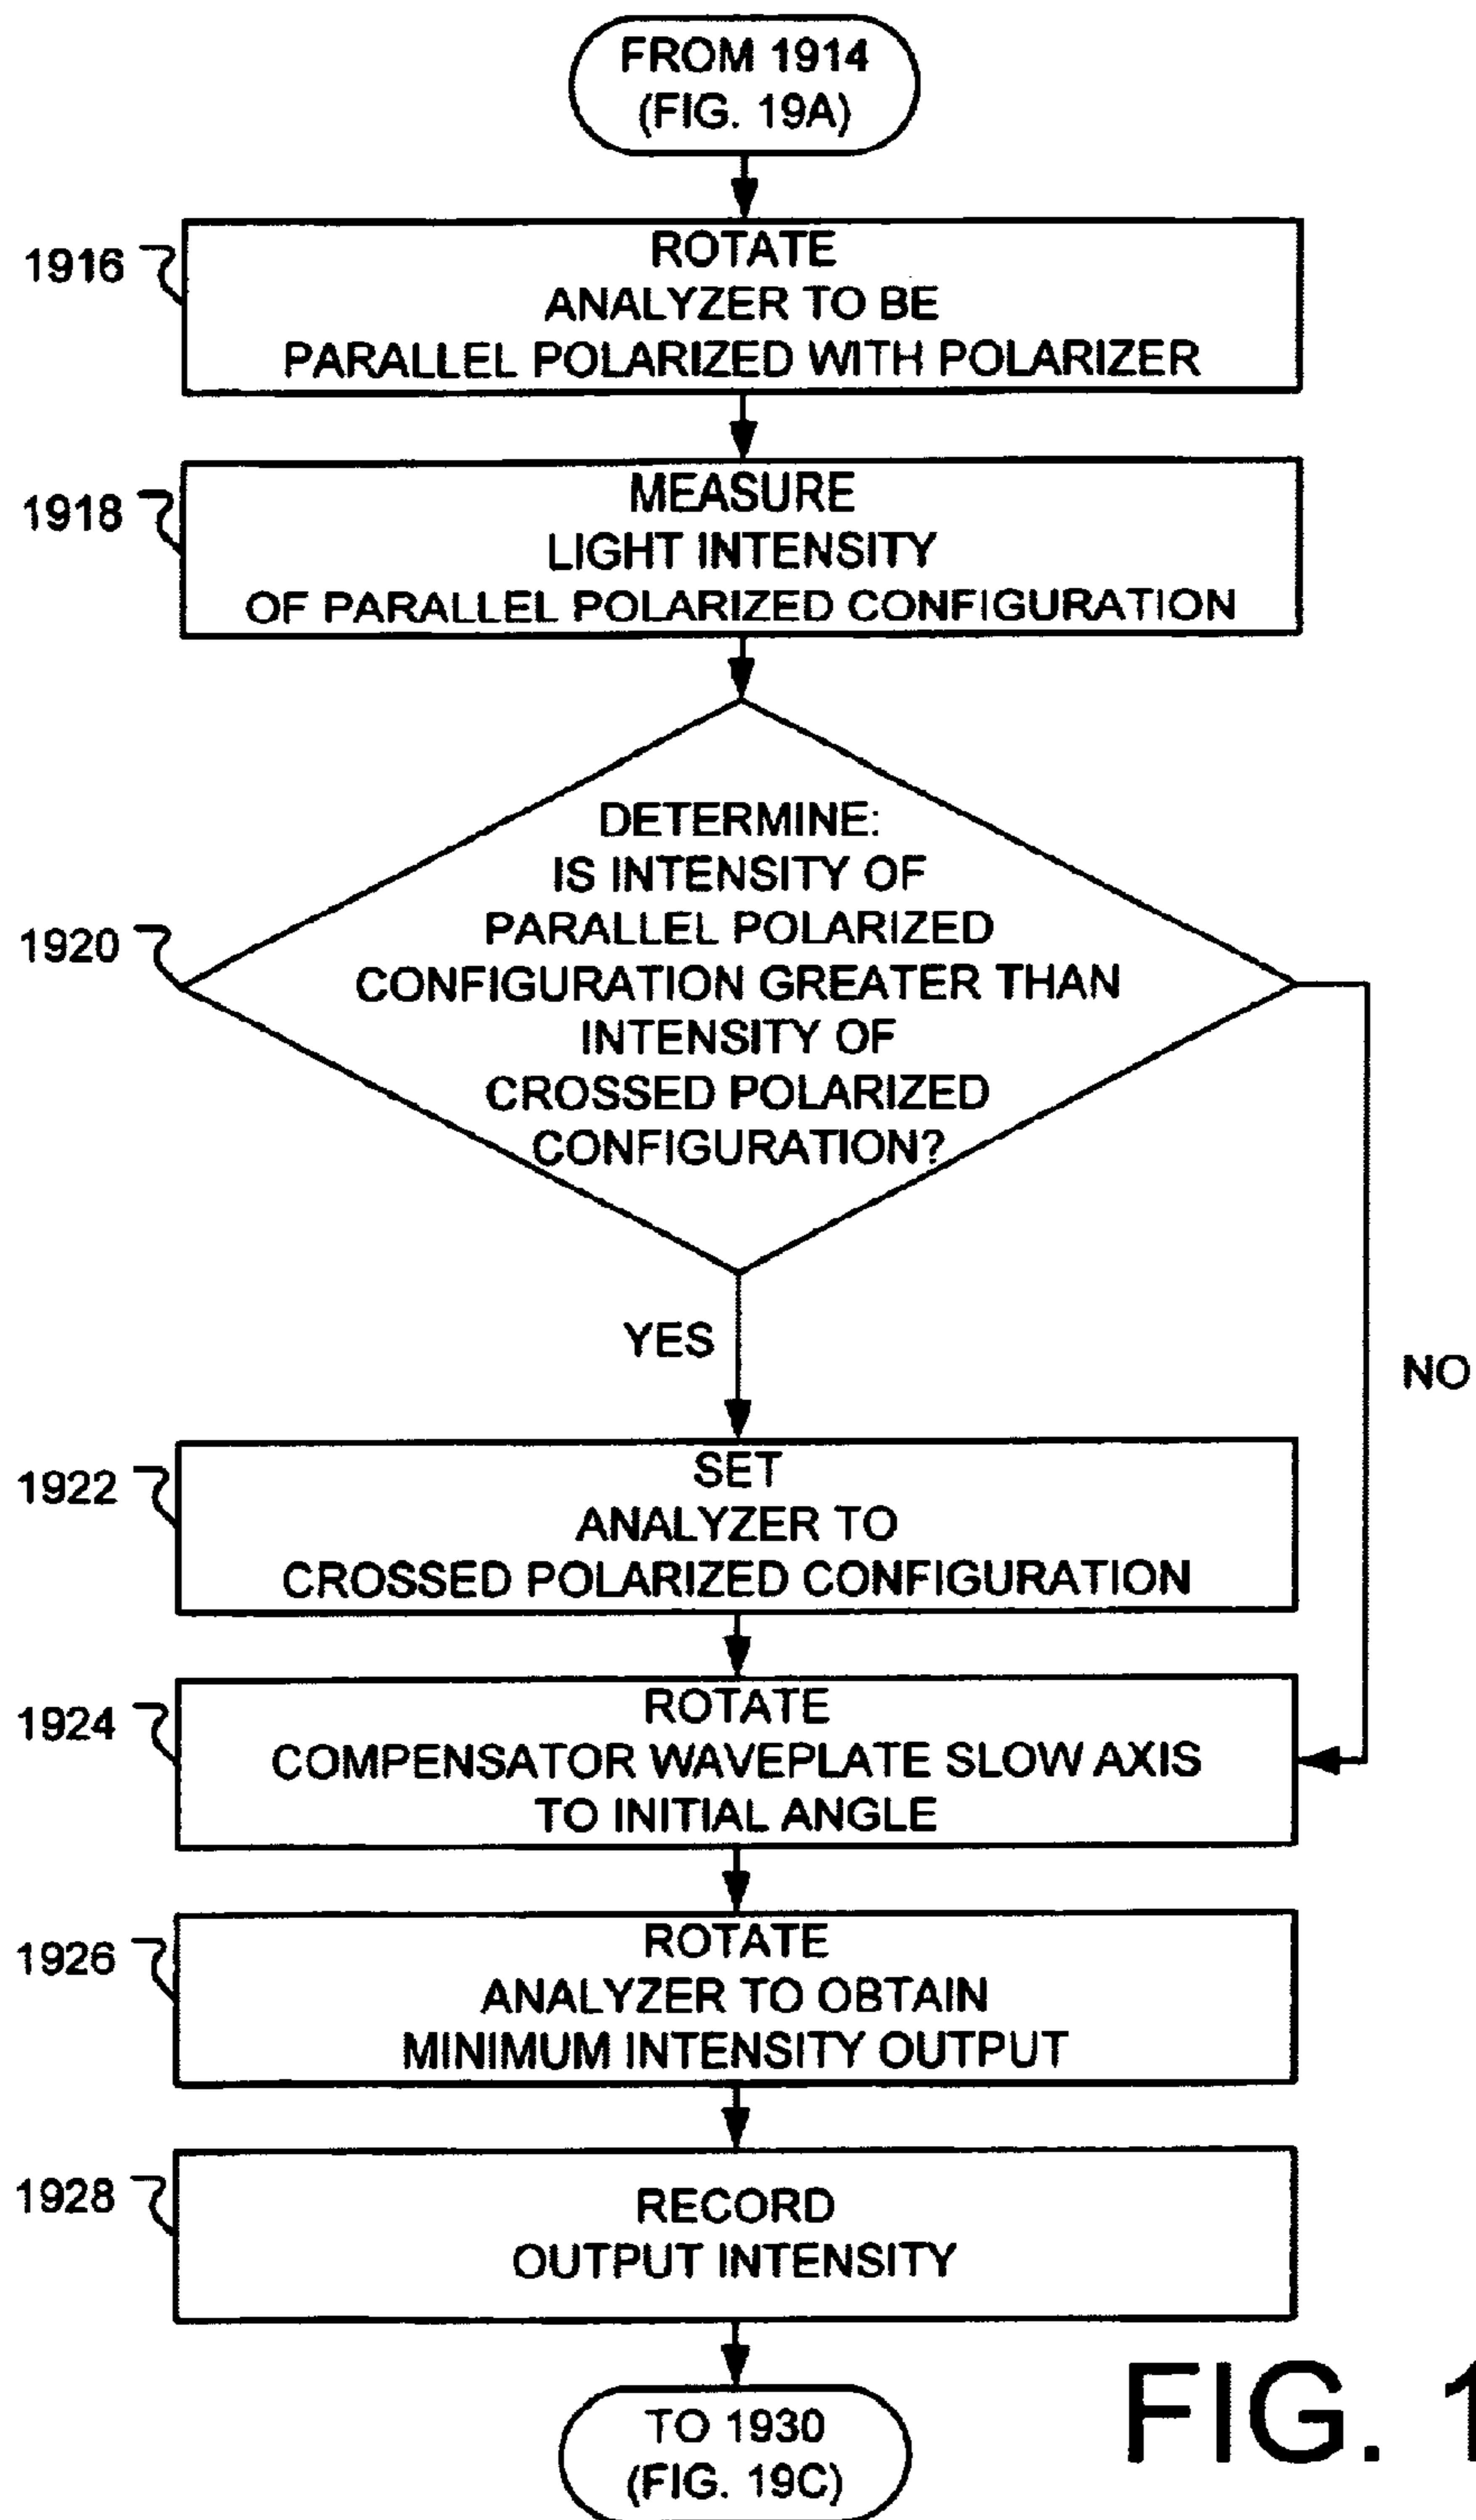 FROM 1914
(FIG. 19A)
1916
ROTATE
ANALYZER TO BE
PARALLEL POLARIZED WITH POLARIZER
1918
MEASURE
LIGHT INTENSITY
OF PARALLEL POLARIZED CONFIGURATION
1920
DETERMINE:
IS INTENSITY OF
PARALLEL POLARIZED
CONFIGURATION GREATER THAN
INTENSITY OF
CROSSED POLARIZED
CONFIGURATION?
YES
NO
1922
SET
ANALYZER TO
CROSSED POLARIZED CONFIGURATION
1924
ROTATE
COMPENSATOR WAVEPLATE SLOW AXIS
TO INITIAL ANGLE
1926
ROTATE
ANALYZER TO OBTAIN
MINIMUM INTENSITY OUTPUT
1928
RECORD
OUTPUT INTENSITY
TO 1930
(FIG. 19C)
FIG.